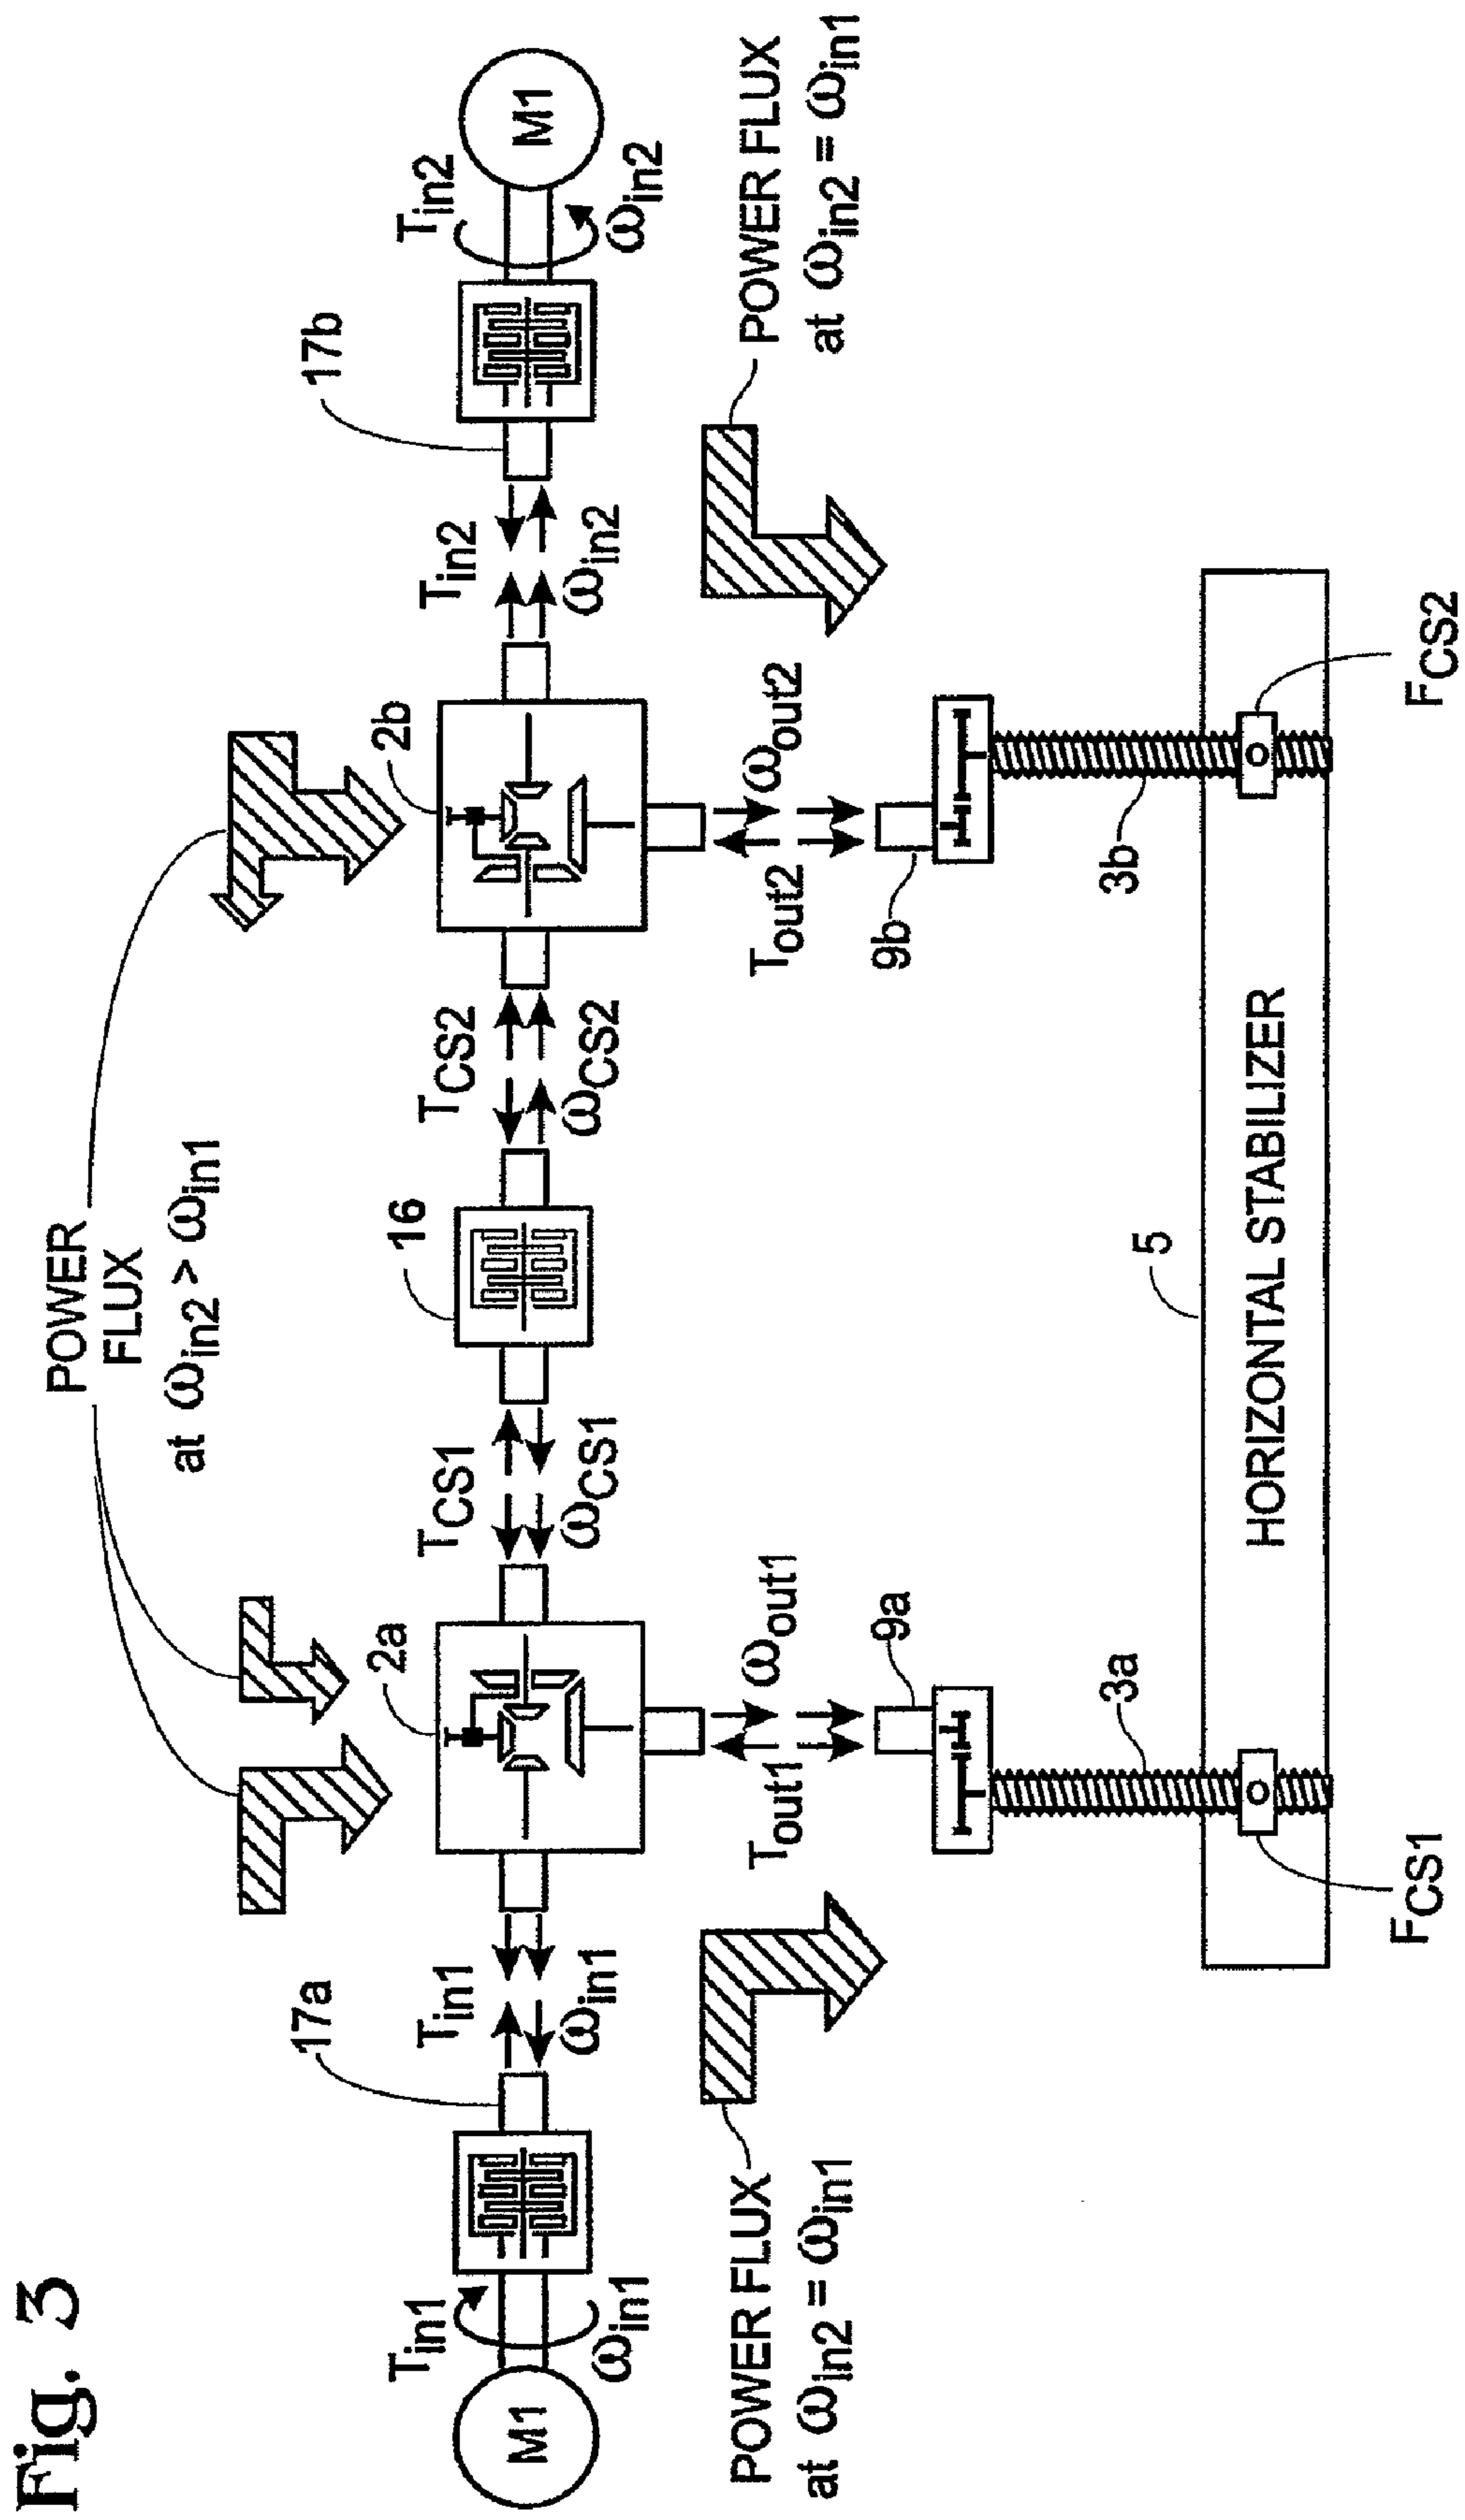 Fig. 3
POWER
FLUX
at ωin2 > ωin1
2a
2b
17a
16
17b
Tin1
Tin1
TCS1
TCS2
Tin2
Tin2
M1
M1
ωin1
ωin1
ωCS1
ωCS2
ωin2
ωin2
POWER FLUX
at ωin2 = ωin1
Tout1
ωout1
Tout2
ωout2
POWER FLUX
at ωin2 = ωin1
9a
9b
3a
3b
5
HORIZONTAL STABILIZER
FCS1
FCS2